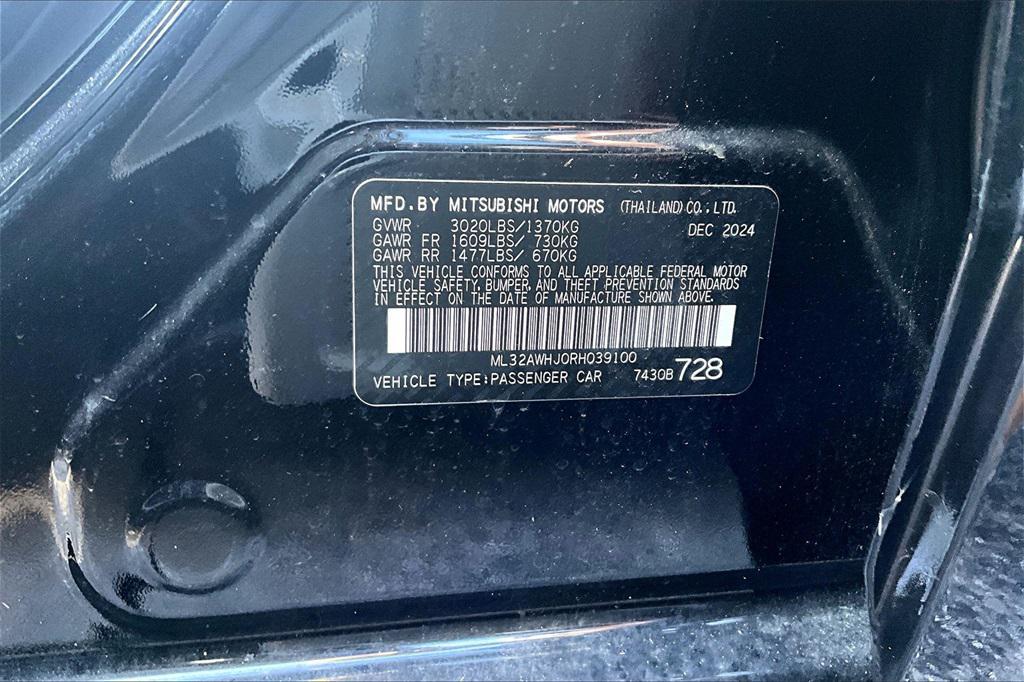 MFD.BY MITSUBISHI MOTORS (THAILAND) CO.,LTD.
GVWR 3020LBS/1370KG DEC 2024
GAWR FR 1609LBS/ 730KG
GAWR RR 1477LBS/ 670KG
THIS VEHICLE CONFORMS TO ALL APPLICABLE FEDERAL MOTOR
VEHICLE SAFETY, BUMPER, AND THEFT PREVENTION STANDARDS
IN EFFECT ON THE DATE OF MANUFACTURE SHOWN ABOVE.
ML32AWHJ0RH039100
VEHICLE TYPE:PASSENGER CAR 7430B 728